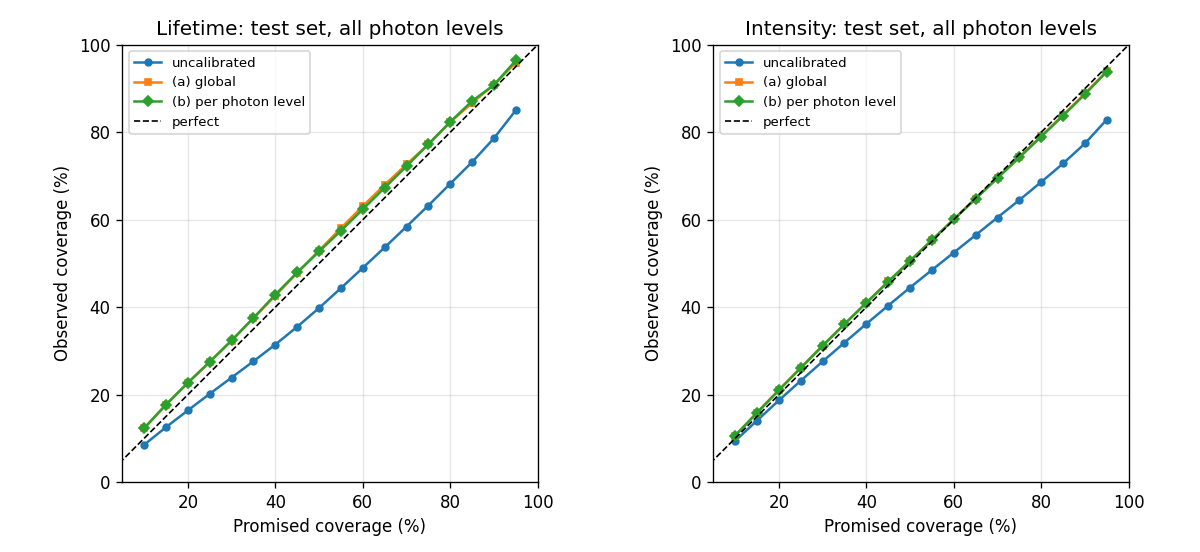 Lifetime: test set, all photon levels
uncalibrated
(a) global
(b) per photon level
perfect
100
80
60
40
20
0
20
40
60
80
100
Observed coverage (%)
Promised coverage (%)
Intensity: test set, all photon levels
uncalibrated
(a) global
(b) per photon level
perfect
100
80
60
40
20
0
20
40
60
80
100
Observed coverage (%)
Promised coverage (%)